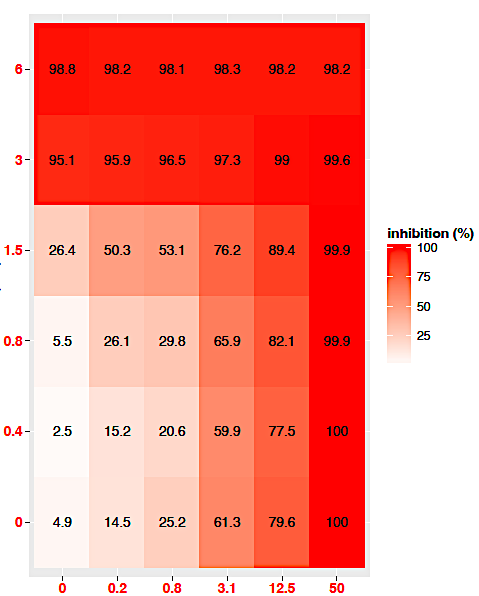 6 98.8 98.2 98.1 98.3 98.2 98.2
3 95.1 95.9 96.5 97.3 99 99.6
1.5 26.4 50.3 53.1 76.2 89.4 99.9
0.8 5.5 26.1 29.8 65.9 82.1 99.9
0.4 2.5 15.2 20.6 59.9 77.5 100
0 4.9 14.5 25.2 61.3 79.6 100
0 0.2 0.8 3.1 12.5 50
inhibition (%)
100
75
50
25